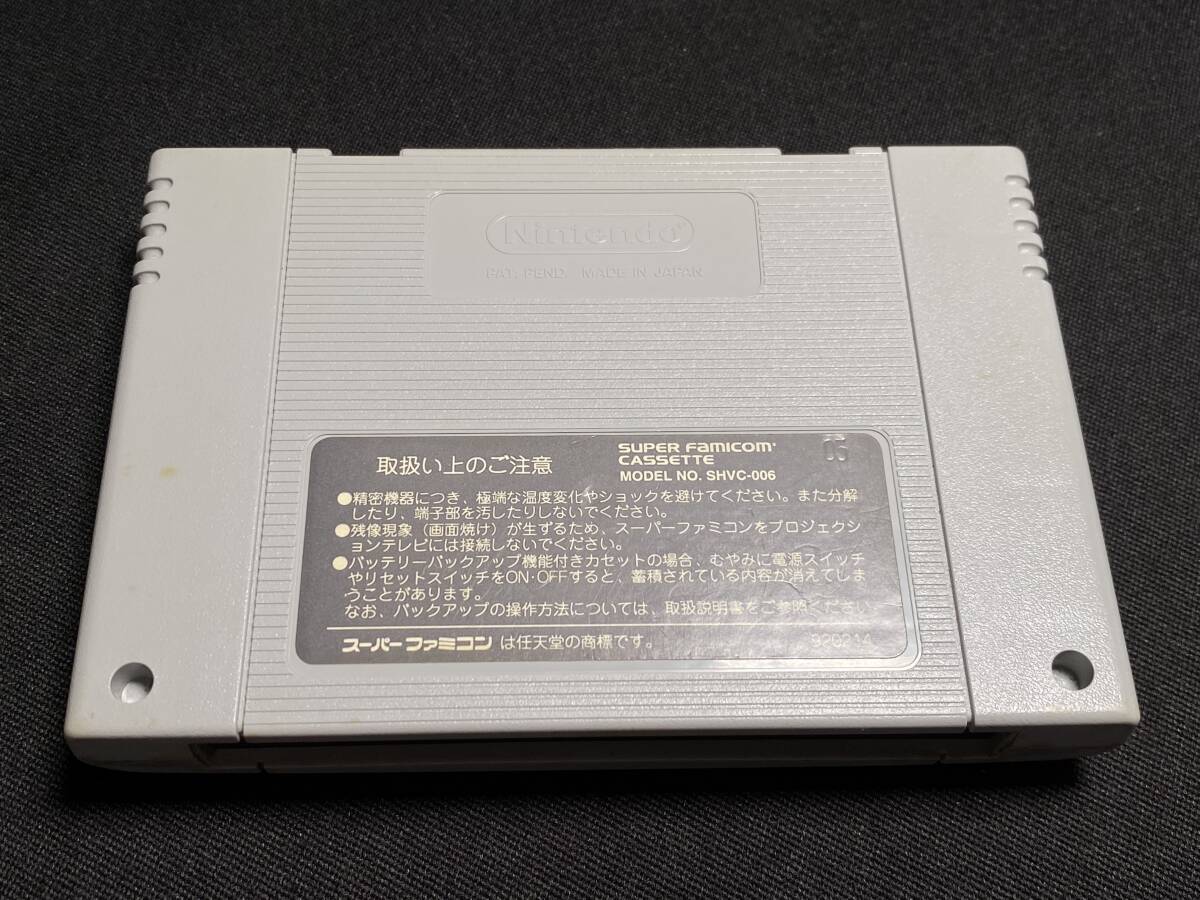 Nintendo®
PAT. PEND. MADE IN JAPAN
取扱い上のご注意
SUPER FAMICOM
CASSETTE
MODEL NO. SHVC-006
05
●精密機器につき、極端な温度変化やショックを避けてください。また分解
したり、端子部を汚したりしないでください。
●残像現象（画面焼け）が生ずるため、スーパーファミコンをプロジェクシ
ョンテレビには接続しないでください。
●バッテリーバックアップ機能付きカセットの場合、むやみに電源スイッチ
やリセットスイッチをON・OFFすると、蓄積されている内容が消えてしま
うことがあります。
なお、バックアップの操作方法については、取扱説明書をご参照ください。
スーパーファミコン は任天堂の商標です。
920214